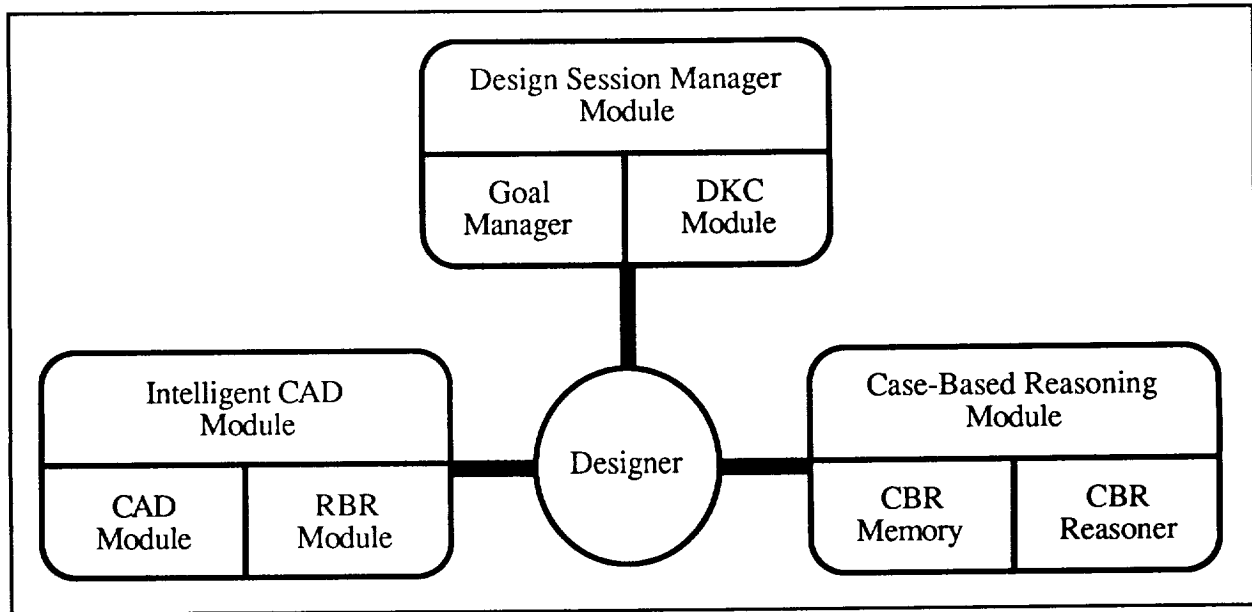 Design Session Manager
Module
Goal
Manager
DKC
Module
Intelligent CAD
Module
CAD
Module
RBR
Module
Designer
Case-Based Reasoning
Module
CBR
Memory
CBR
Reasoner